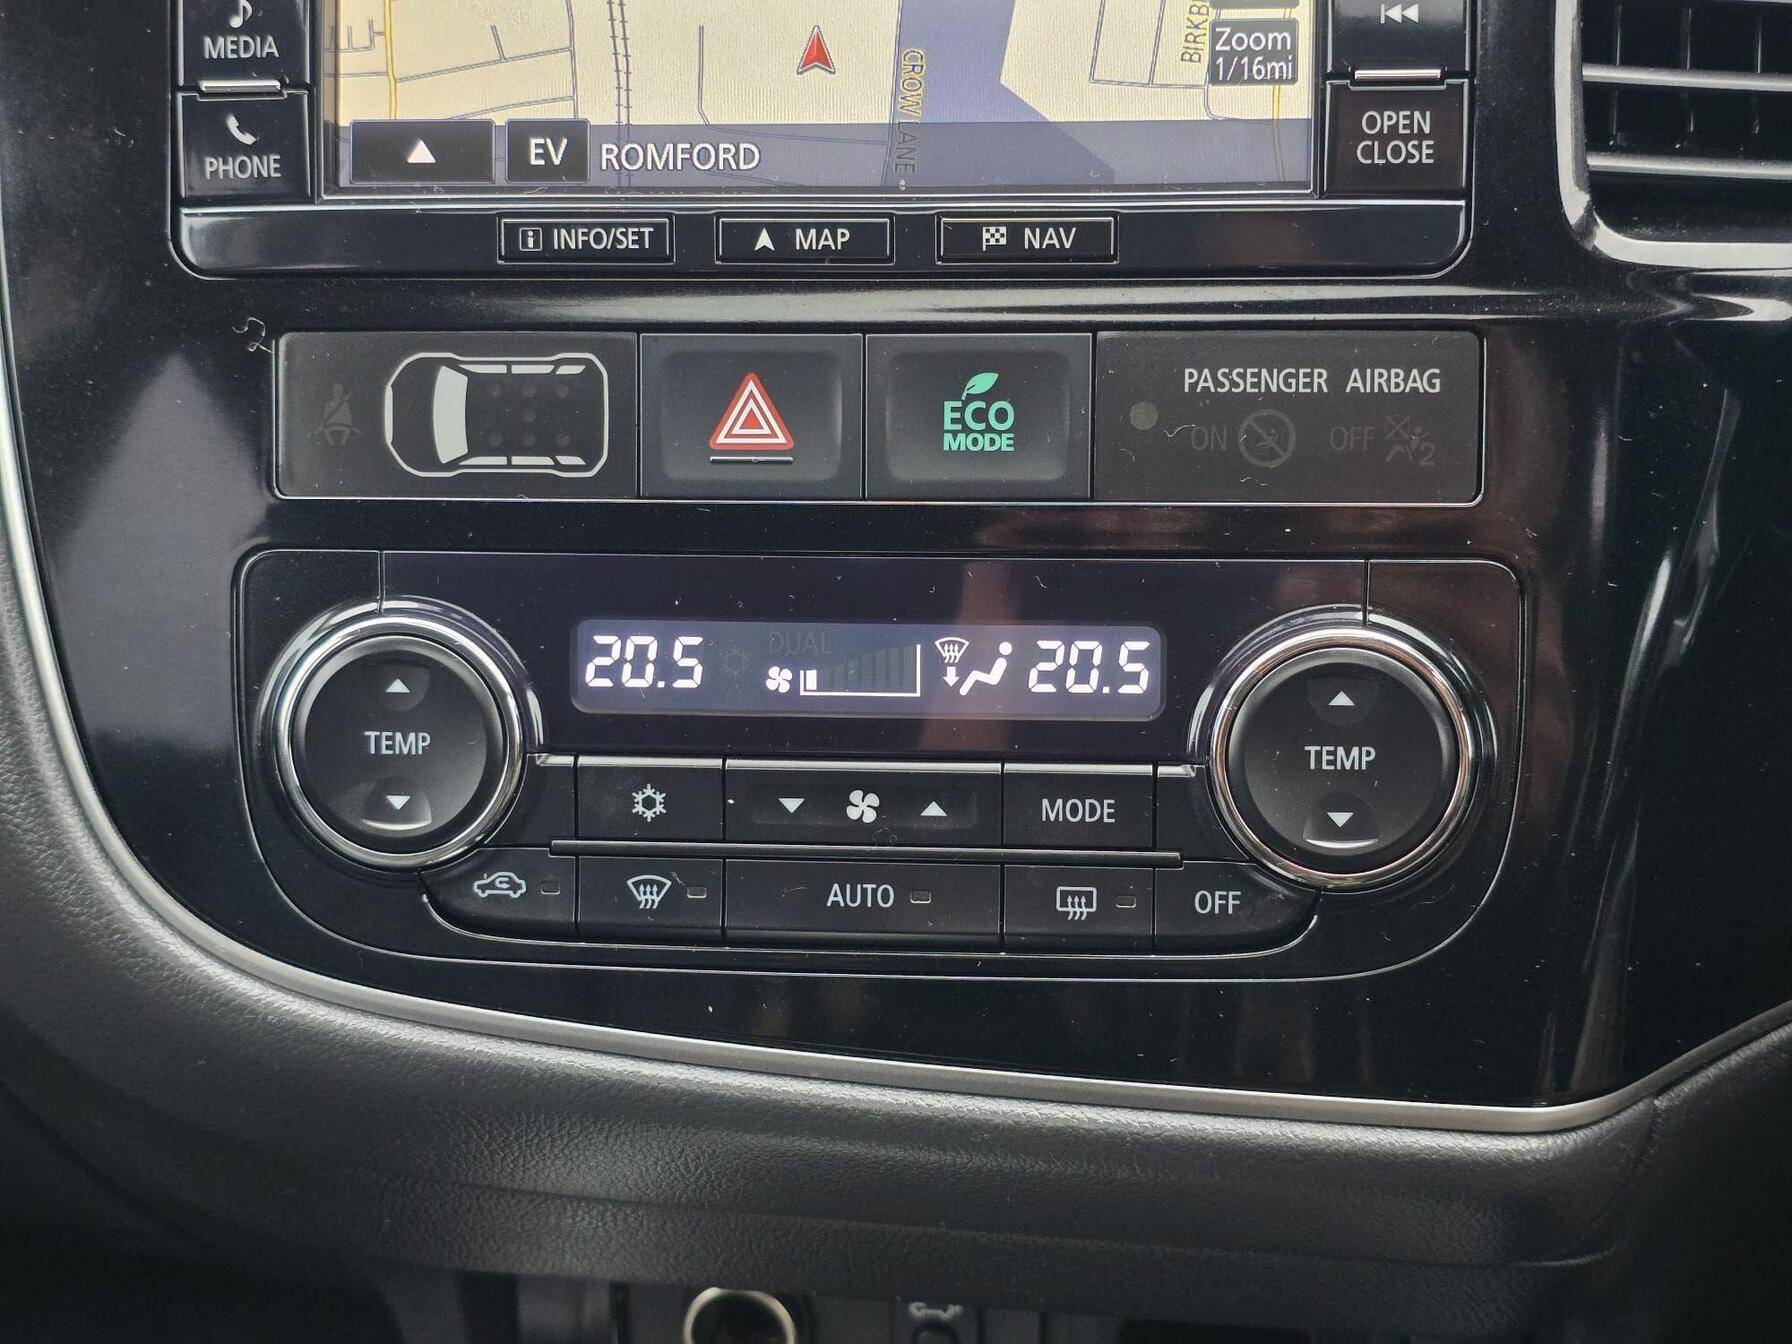 MEDIA
PHONE
BIRKB
Zoom
1/16mi
CROW LANE
EV ROMFORD
OPEN
CLOSE
INFO/SET MAP NAV
ECO
MODE
PASSENGER AIRBAG
ON OFF 2
DUAL
20.5 20.5
TEMP TEMP
MODE
AUTO OFF